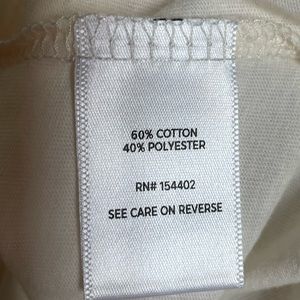 60% COTTON
40% POLYESTER
RN# 154402
SEE CARE ON REVERSE